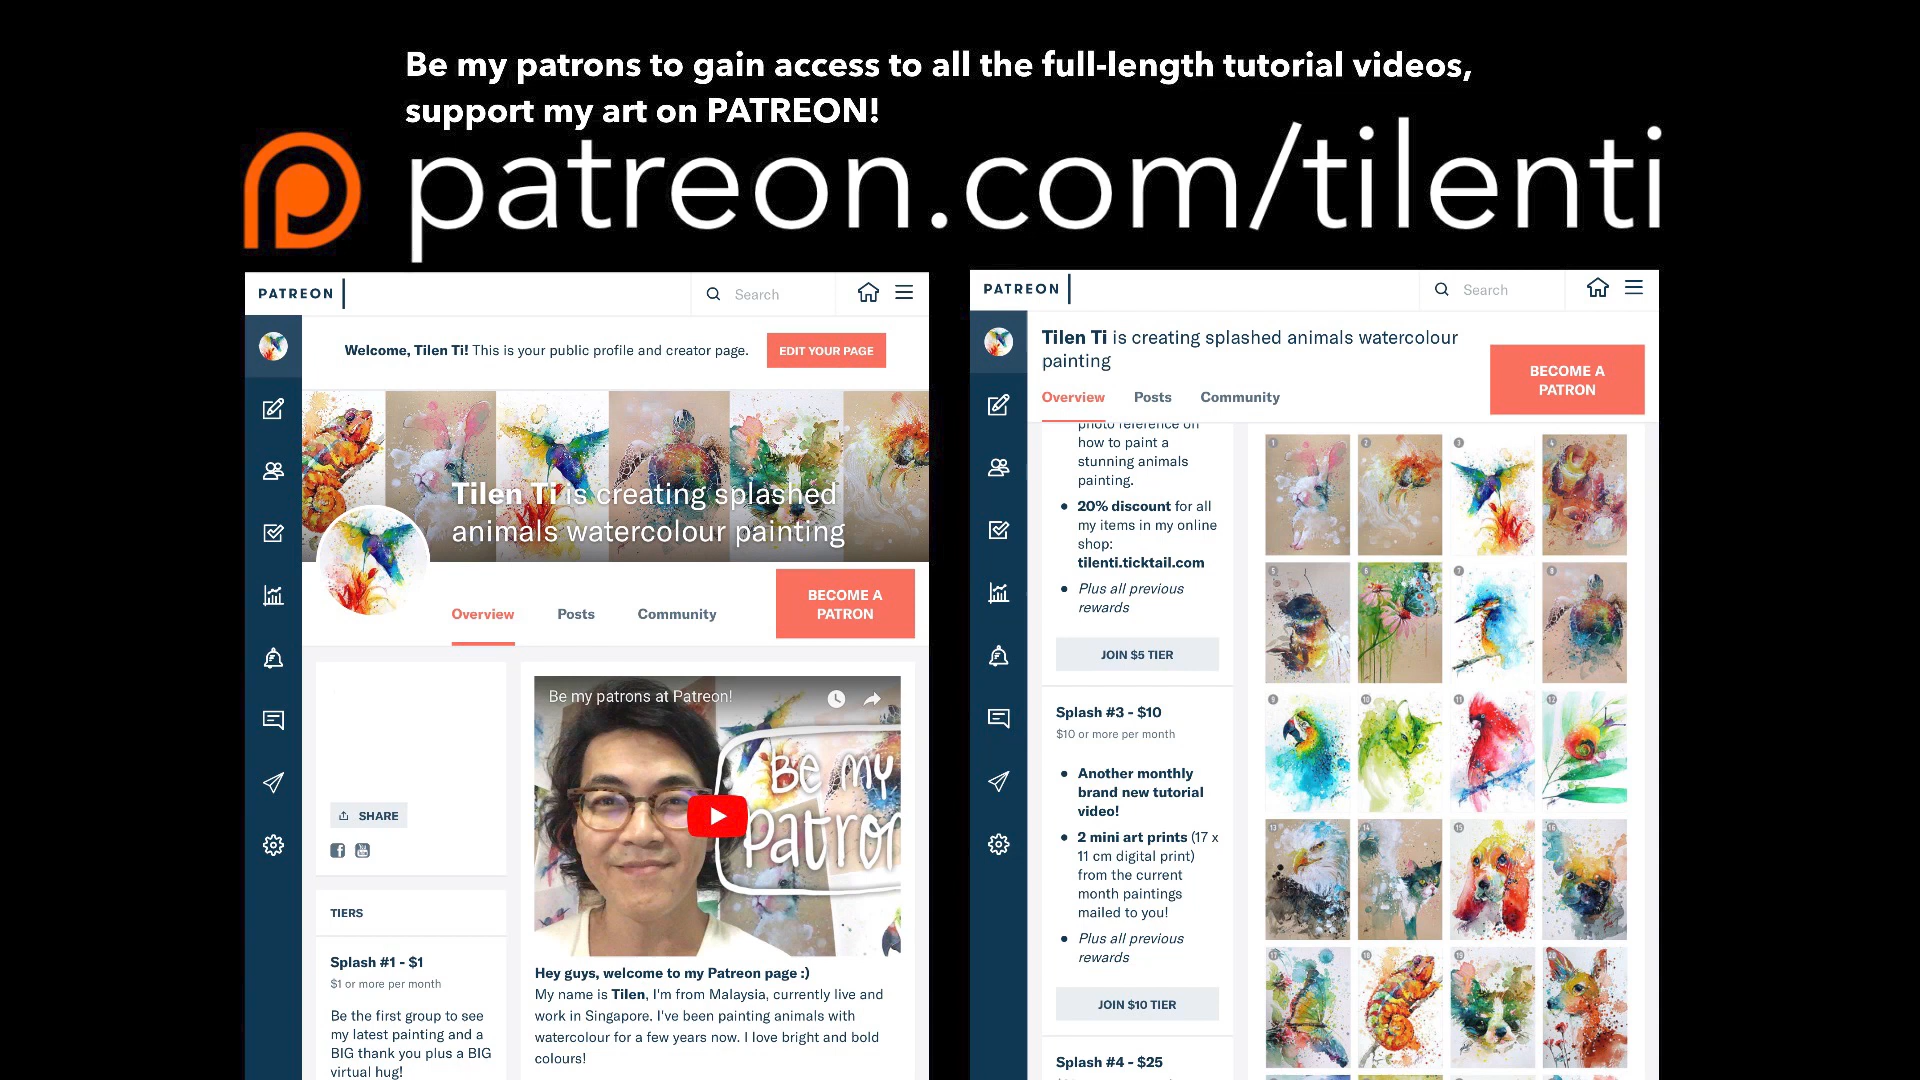 Be my patrons to gain access to all the full-length tutorial videos,
support my art on PATREON!
patreon.com/tilenti
PATREON
Search
Welcome, Tilen Ti! This is your public profile and creator page.
EDIT YOUR PAGE
Tilen Ti is creating splashed
animals watercolour painting
Overview
Posts
Community
BECOME A
PATRON
SHARE
TIERS
Splash #1 - $1
$1 or more per month
Be the first group to see
my latest painting and a
BIG thank you plus a BIG
virtual hug!
Be my patrons at Patreon!
Be my
Patron
Hey guys, welcome to my Patreon page :)
My name is Tilen, I'm from Malaysia, currently live and
work in Singapore. I've been painting animals with
watercolour for a few years now. I love bright and bold
colours!
PATREON
Search
Tilen Ti is creating splashed animals watercolour
painting
BECOME A
PATRON
Overview
Posts
Community
photo reference on
how to paint a
stunning animals
painting.
20% discount for all
my items in my online
shop:
tilenti.ticktail.com
Plus all previous
rewards
JOIN $5 TIER
Splash #3 - $10
$10 or more per month
Another monthly
brand new tutorial
video!
2 mini art prints (17 x
11 cm digital print)
from the current
month paintings
mailed to you!
Plus all previous
rewards
JOIN $10 TIER
Splash #4 - $25